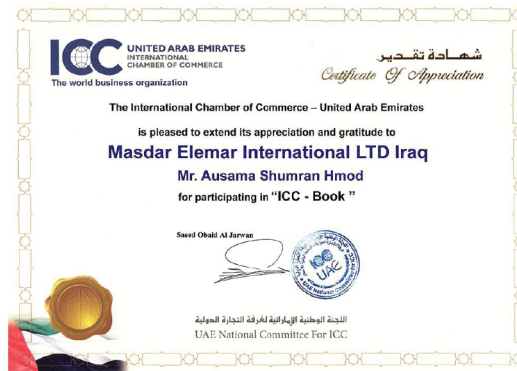 ICC
UNITED ARAB EMIRATES
INTERNATIONAL
CHAMBER OF COMMERCE
The world business organization
شهادة تقدير
Certificate Of Appreciation
The International Chamber of Commerce – United Arab Emirates
is pleased to extend its appreciation and gratitude to
Masdar Elemar International LTD Iraq
Mr. Ausama Shumran Hmod
for participating in “ICC - Book ”
Saeed Obaid Al Jarwan
UAE
اللجنة الوطنية الإماراتية لغرفة التجارة الدولية
UAE National Committee For ICC